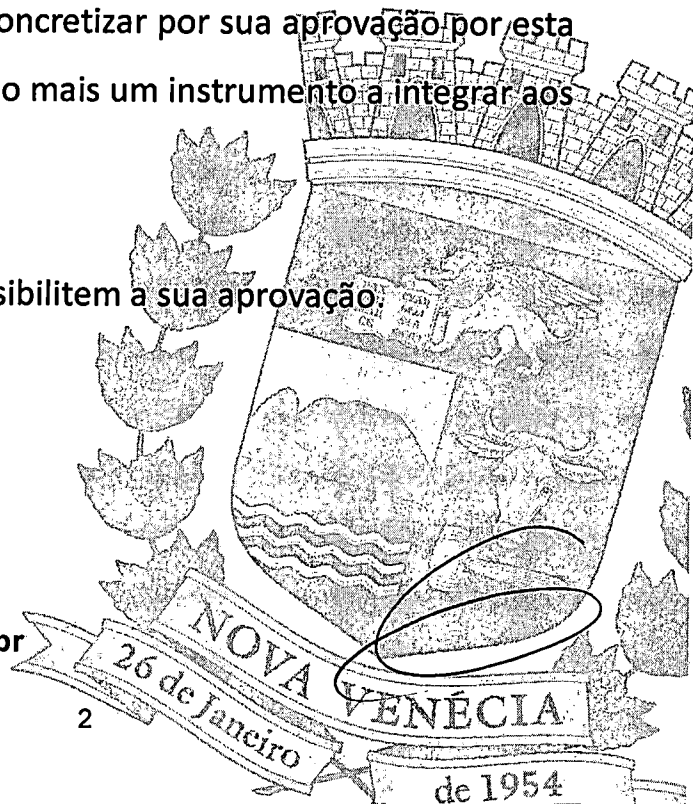 oncretizar por sua aprovação por esta
o mais um instrumento a integrar aos
sibilitem a sua aprovação.
br
2
NOVA VENÉCIA
26 de Janeiro
de 1954